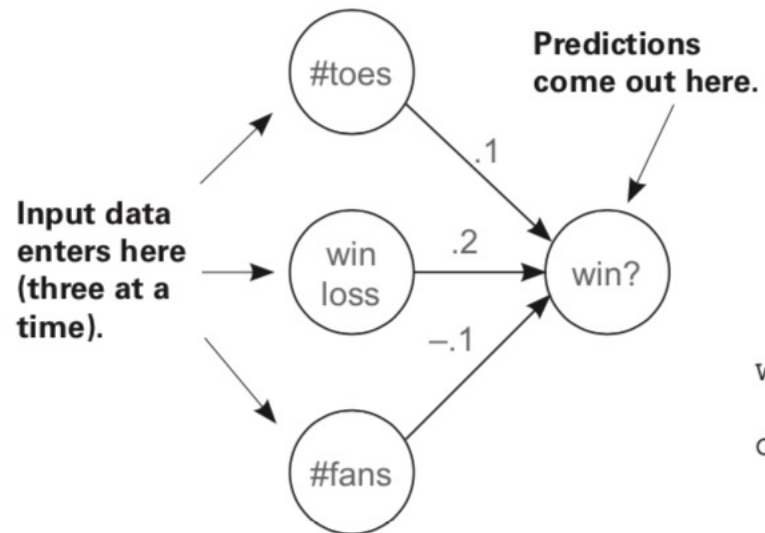 Predictions
come out here.
#toes
.1
Input data
enters here
(three at a
time).
win
loss
.2
win?
–.1
#fans